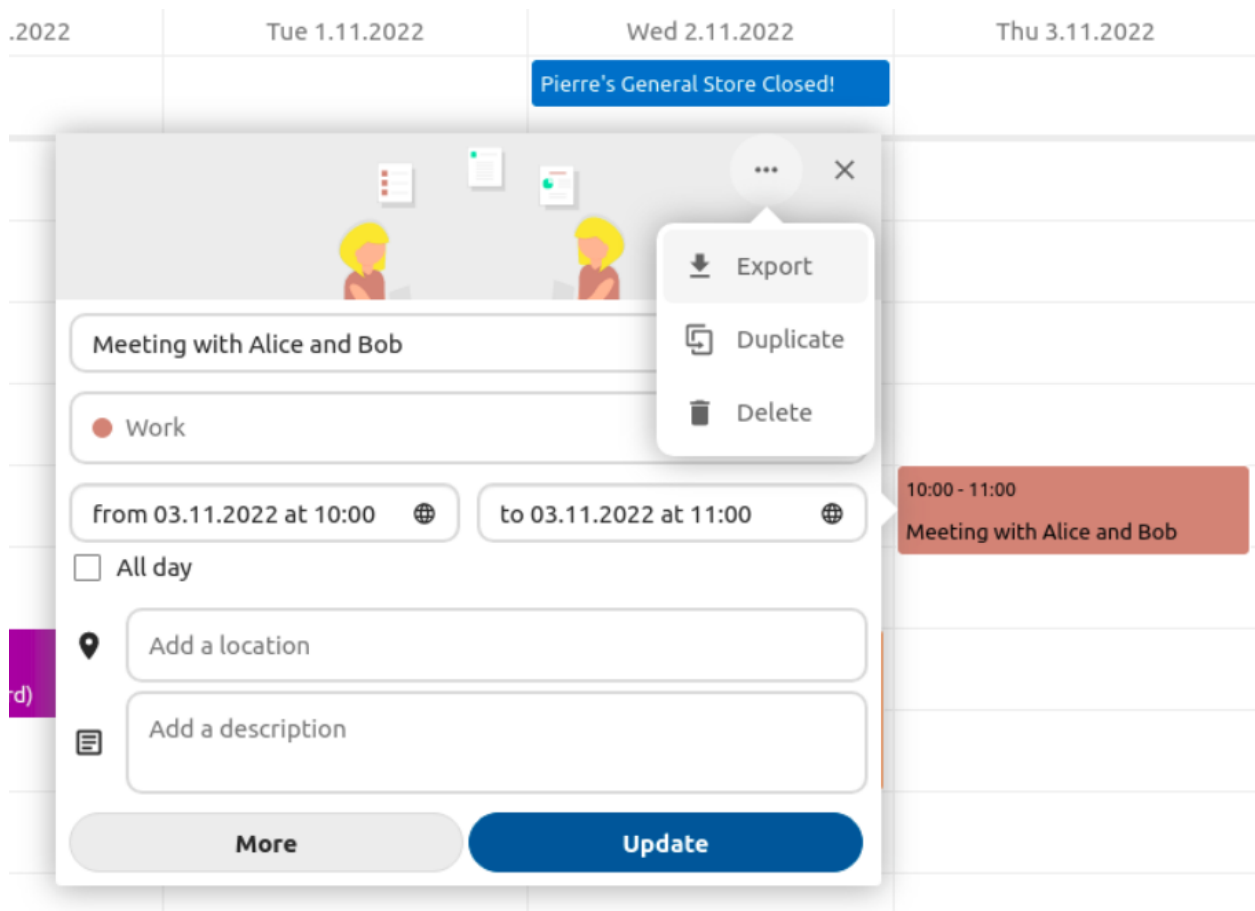 .2022
Tue 1.11.2022
Wed 2.11.2022
Thu 3.11.2022
Pierre's General Store Closed!
Export
Duplicate
Delete
Meeting with Alice and Bob
Work
from 03.11.2022 at 10:00
to 03.11.2022 at 11:00
All day
10:00 - 11:00
Meeting with Alice and Bob
Add a location
rd)
Add a description
More
Update